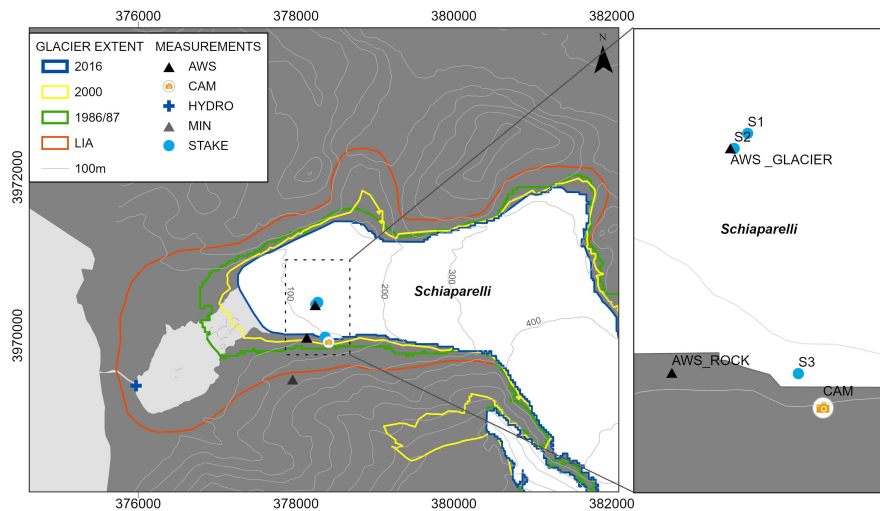 376000 378000 380000 382000
GLACIER EXTENT MEASUREMENTS
2016 AWS
2000 CAM
1986/87 HYDRO
LIA MIN
100m STAKE
N
3972000
3970000
100
200
300
400
Schiaparelli
376000 378000 380000 382000
S1
S2
AWS _GLACIER
Schiaparelli
AWS_ROCK
S3
CAM